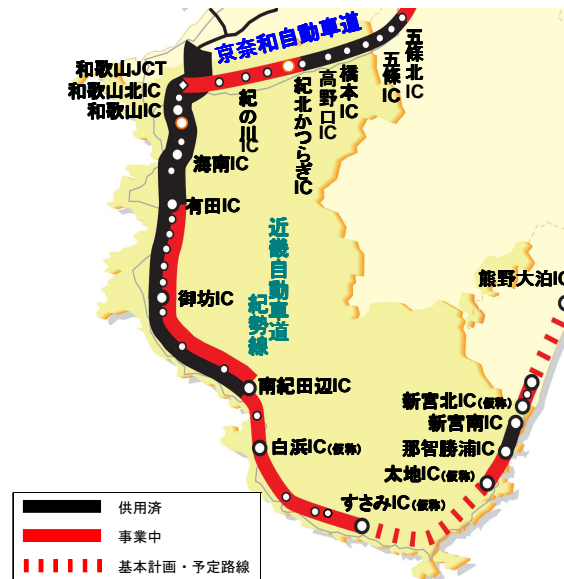 京奈和自動車道
和歌山JCT
和歌山北IC
和歌山IC
海南IC
有田IC
御坊IC
南紀田辺IC
白浜IC(仮称)
すさみIC(仮称)
紀の川IC
紀北かつらぎIC
高野口IC
橋本IC
五條IC
五條北IC
近畿自動車道
紀勢線
熊野大泊IC
新宮北IC(仮称)
新宮南IC
那智勝浦IC
太地IC(仮称)
供用済
事業中
基本計画・予定路線